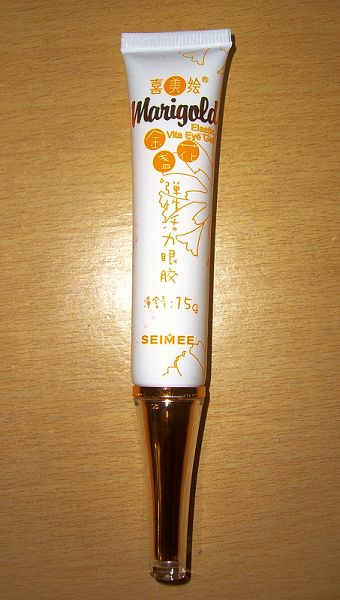 喜美绘®
Marigold
Elastic
Vita Eye Gel
金盏花
弹性活力眼胶
净含量:15g
SEIMEE